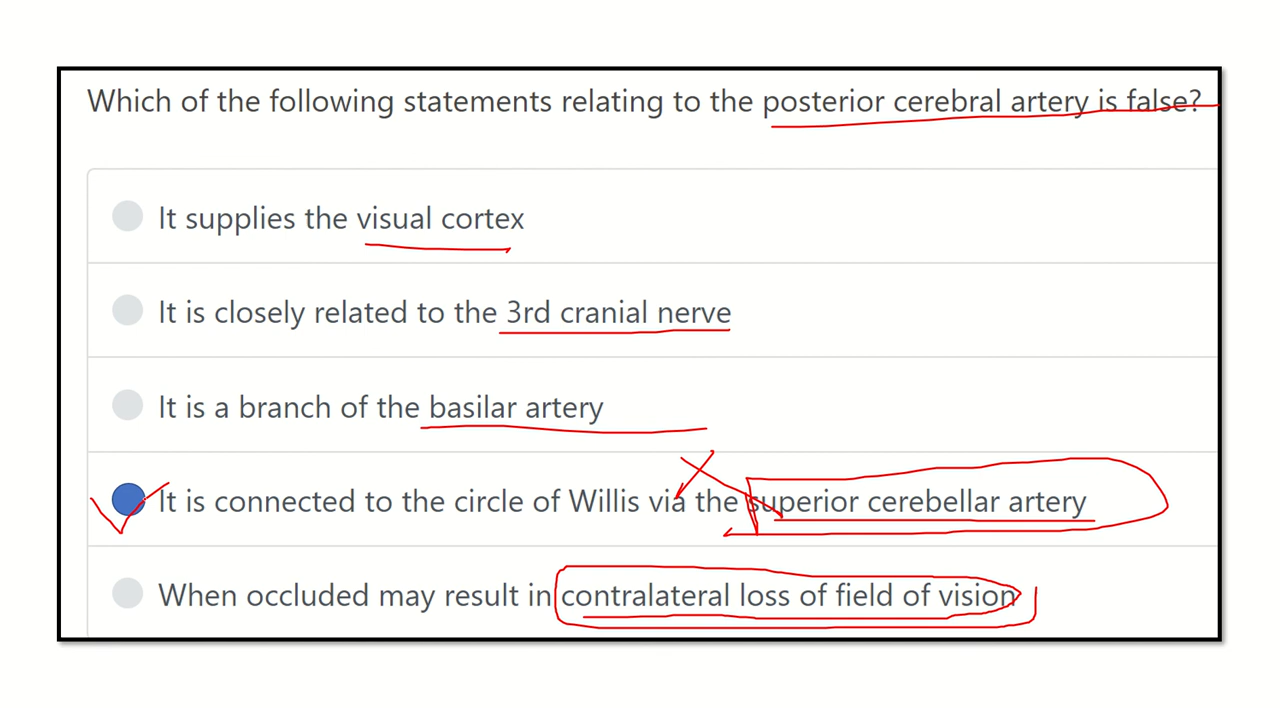 Which of the following statements relating to the posterior cerebral artery is false?
It supplies the visual cortex
It is closely related to the 3rd cranial nerve
It is a branch of the basilar artery
It is connected to the circle of Willis via the superior cerebellar artery
When occluded may result in contralateral loss of field of vision